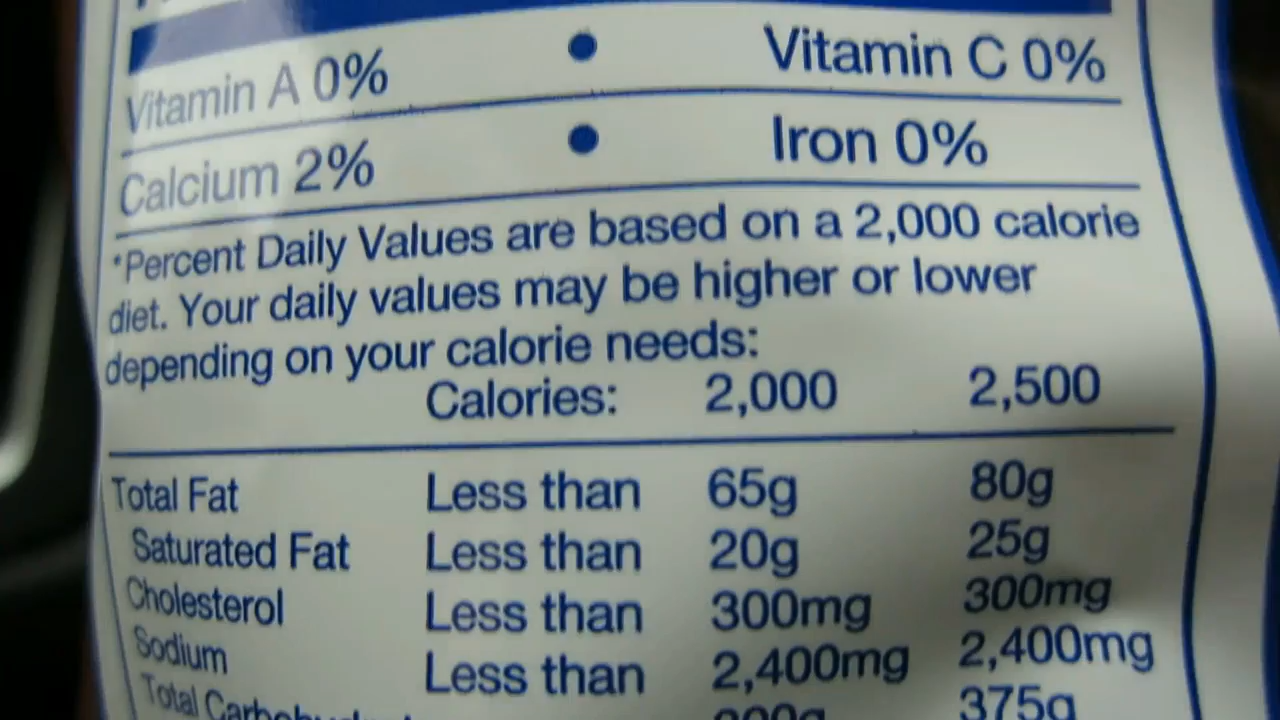 Vitamin A 0% • Vitamin C 0%
Calcium 2% • Iron 0%
*Percent Daily Values are based on a 2,000 calorie
diet. Your daily values may be higher or lower
depending on your calorie needs:
Calories: 2,000 2,500
Total Fat Less than 65g 80g
Saturated Fat Less than 20g 25g
Cholesterol Less than 300mg 300mg
Sodium Less than 2,400mg 2,400mg
Total 375g